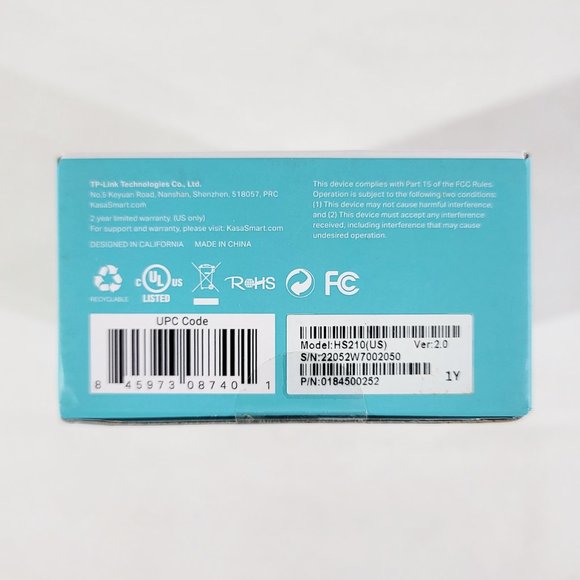 TP-Link Technologies Co., Ltd.
No.5 Keyuan Road, Nanshan, Shenzhen, 518057, PRC
KasaSmart.com
2 year limited warranty. (US only)
For support and warranty, please visit: KasaSmart.com
DESIGNED IN CALIFORNIA MADE IN CHINA
This device complies with Part 15 of the FCC Rules.
Operation is subject to the following two conditions:
(1) This device may not cause harmful interference,
and (2) This device must accept any interference
received, including interference that may cause
undesired operation.
RECYCLABLE
C UL US
LISTED
RoHS
FC
UPC Code
8 45973 08740 1
Model:HS210(US) Ver:2.0
S/N:22052W7002050
P/N:0184500252 1Y